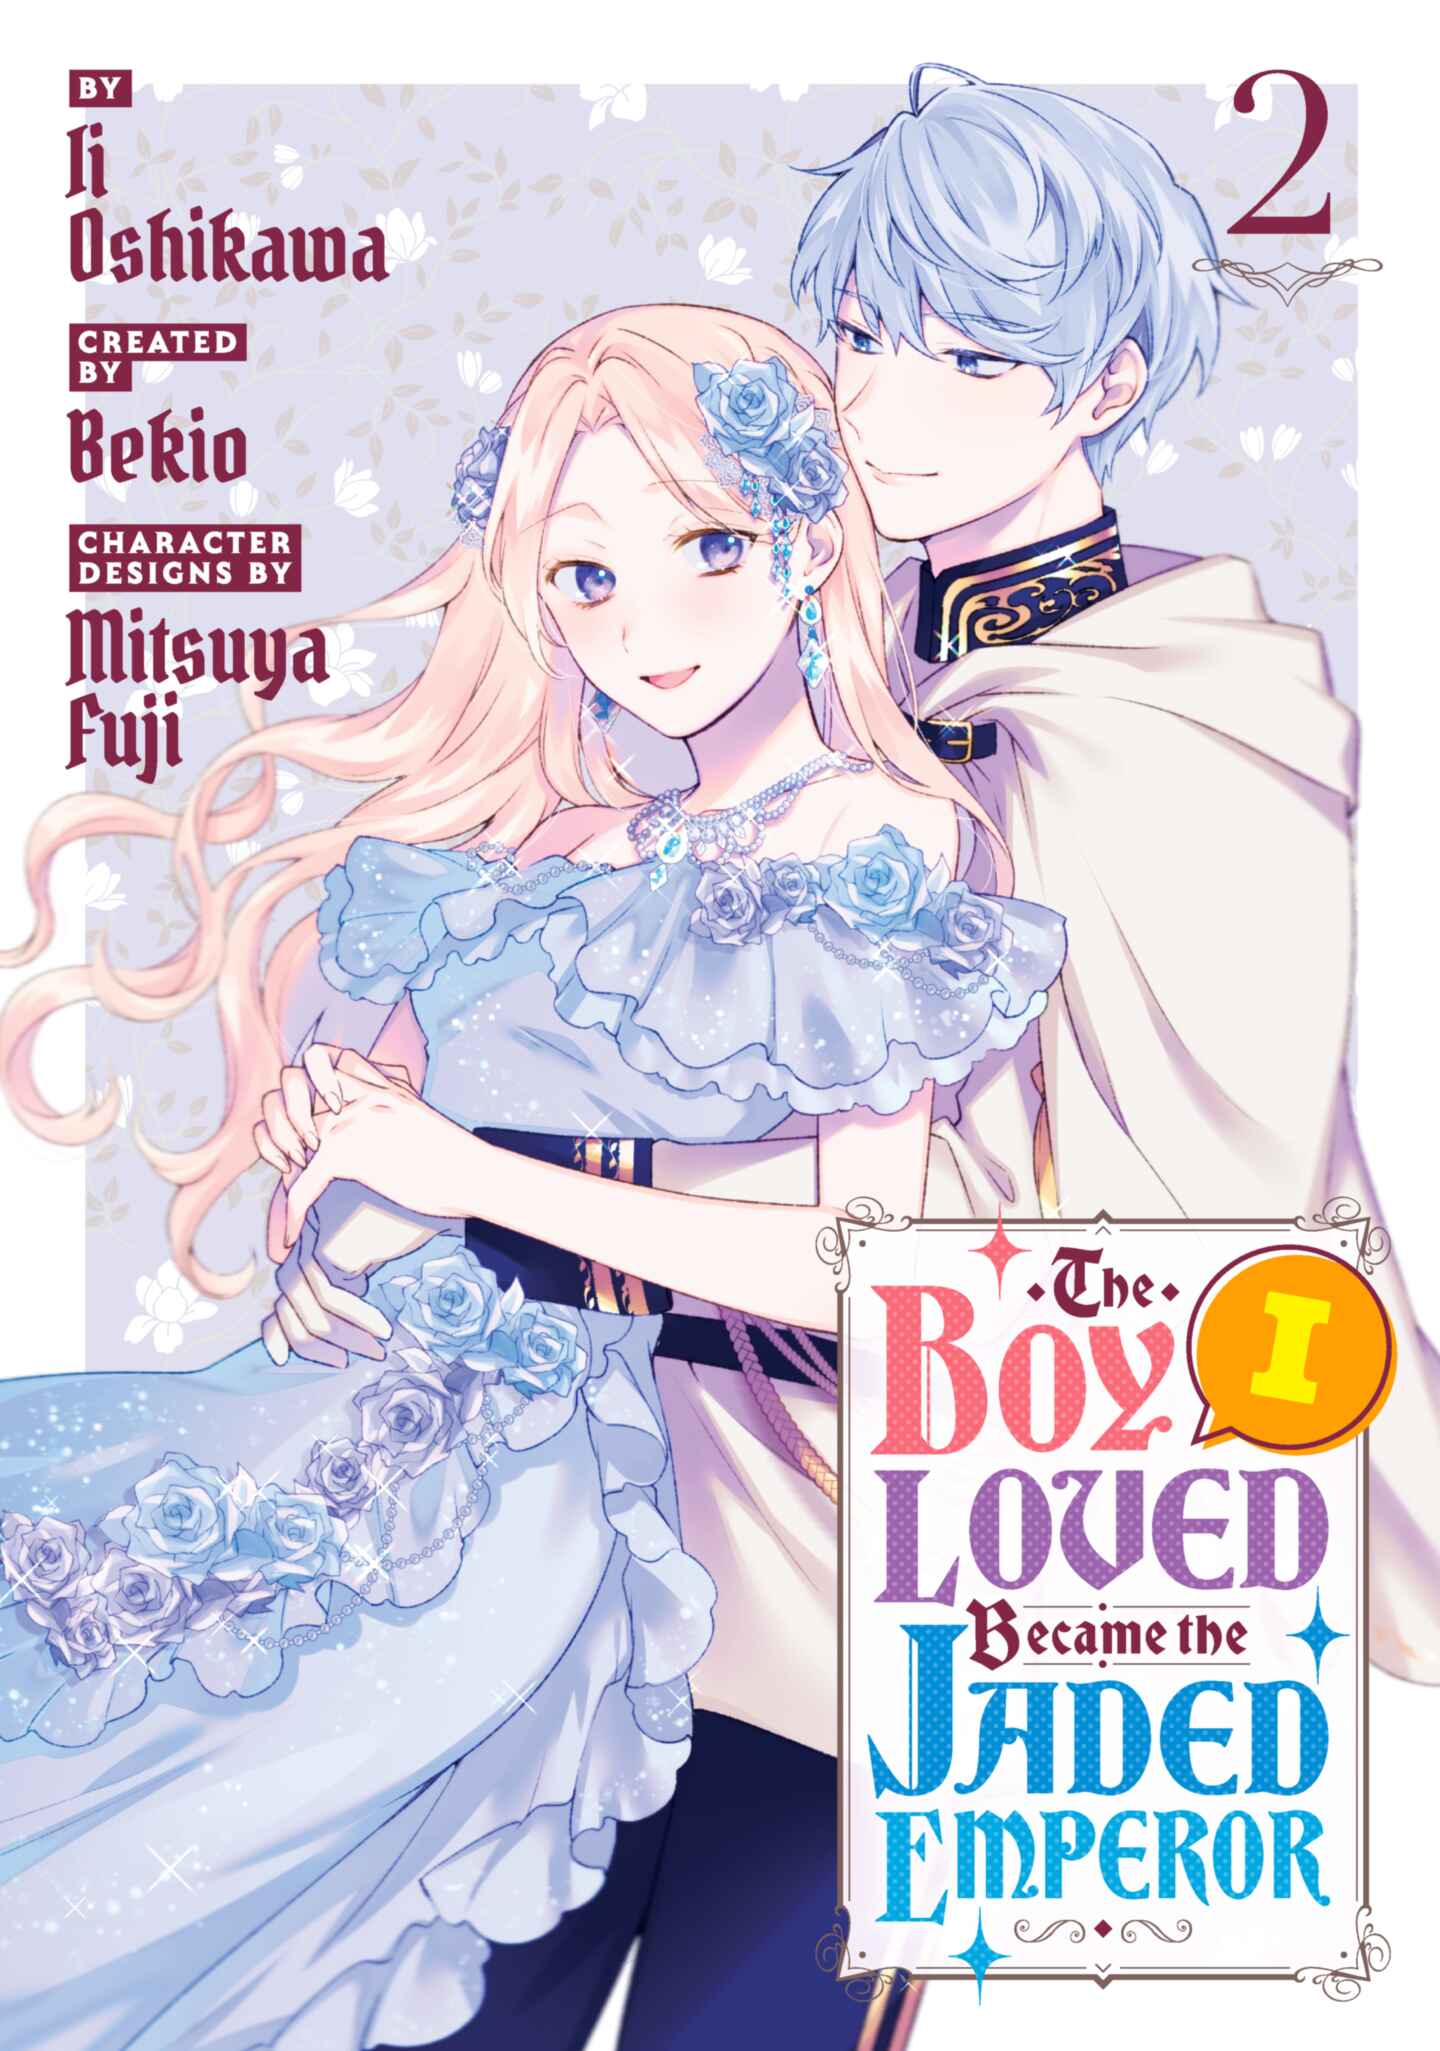 BY
Ii
Oshikawa
CREATED
BY
Bekio
CHARACTER
DESIGNS BY
Mitsuya
Fuji
2
The
BOY I
LOVED
Became the
JADED
EMPEROR